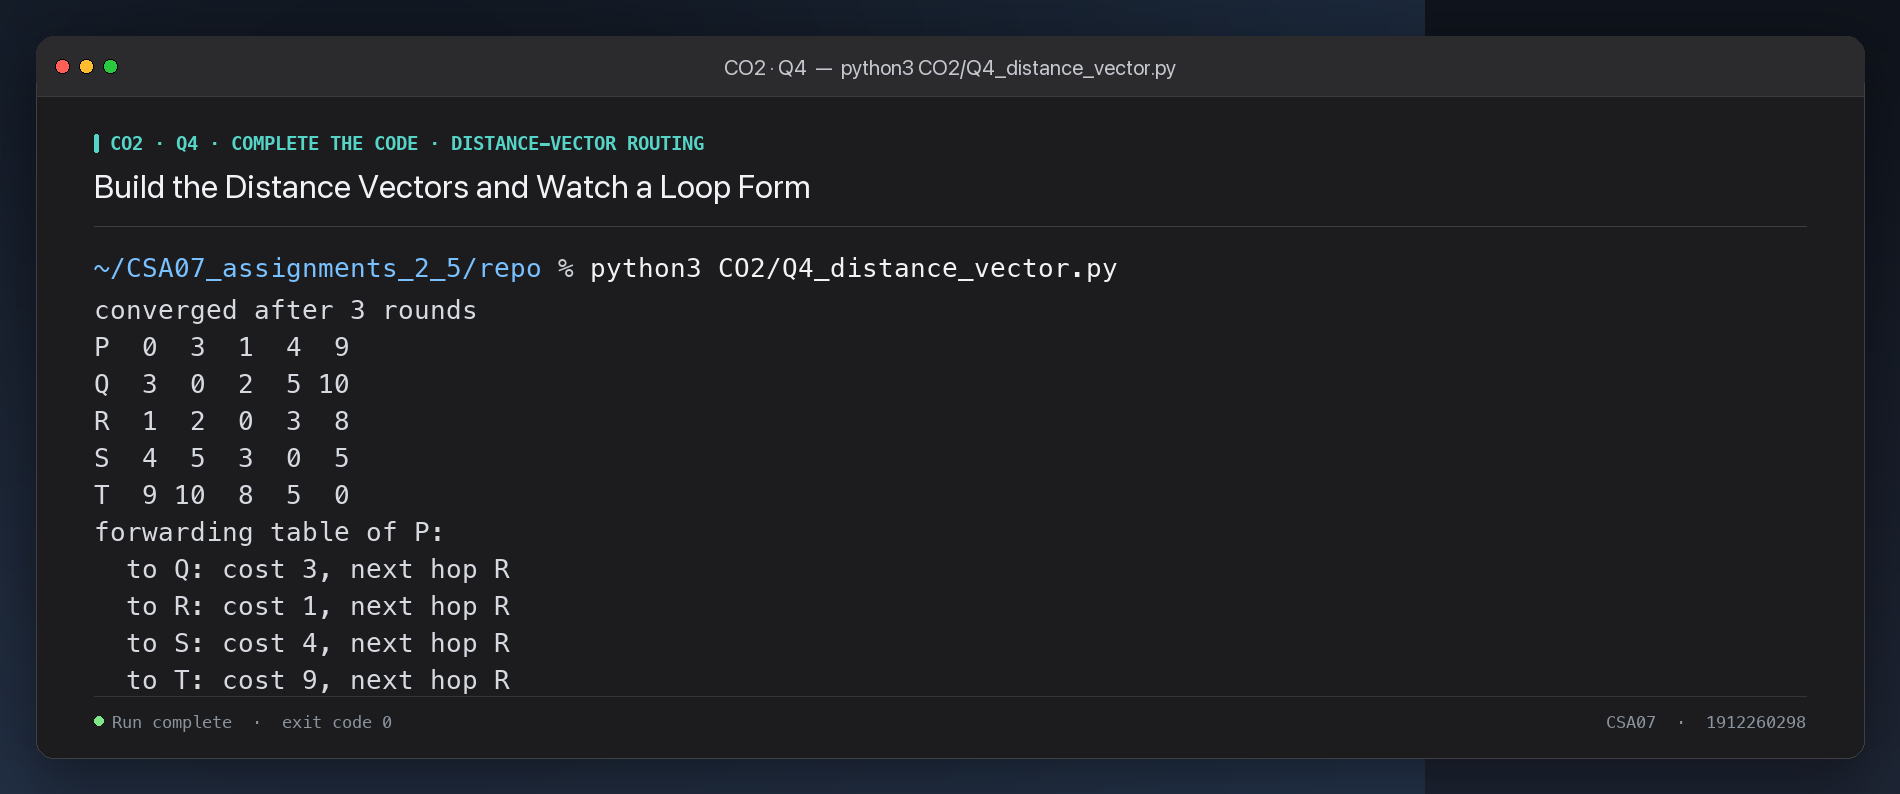 CO2 · Q4 — python3 CO2/Q4_distance_vector.py
CO2 · Q4 · COMPLETE THE CODE · DISTANCE–VECTOR ROUTING
Build the Distance Vectors and Watch a Loop Form
~/CSA07_assignments_2_5/repo % python3 CO2/Q4_distance_vector.py
converged after 3 rounds
P  0  3  1  4  9
Q  3  0  2  5 10
R  1  2  0  3  8
S  4  5  3  0  5
T  9 10  8  5  0
forwarding table of P:
  to Q: cost 3, next hop R
  to R: cost 1, next hop R
  to S: cost 4, next hop R
  to T: cost 9, next hop R
Run complete · exit code 0
CSA07 · 1912260298